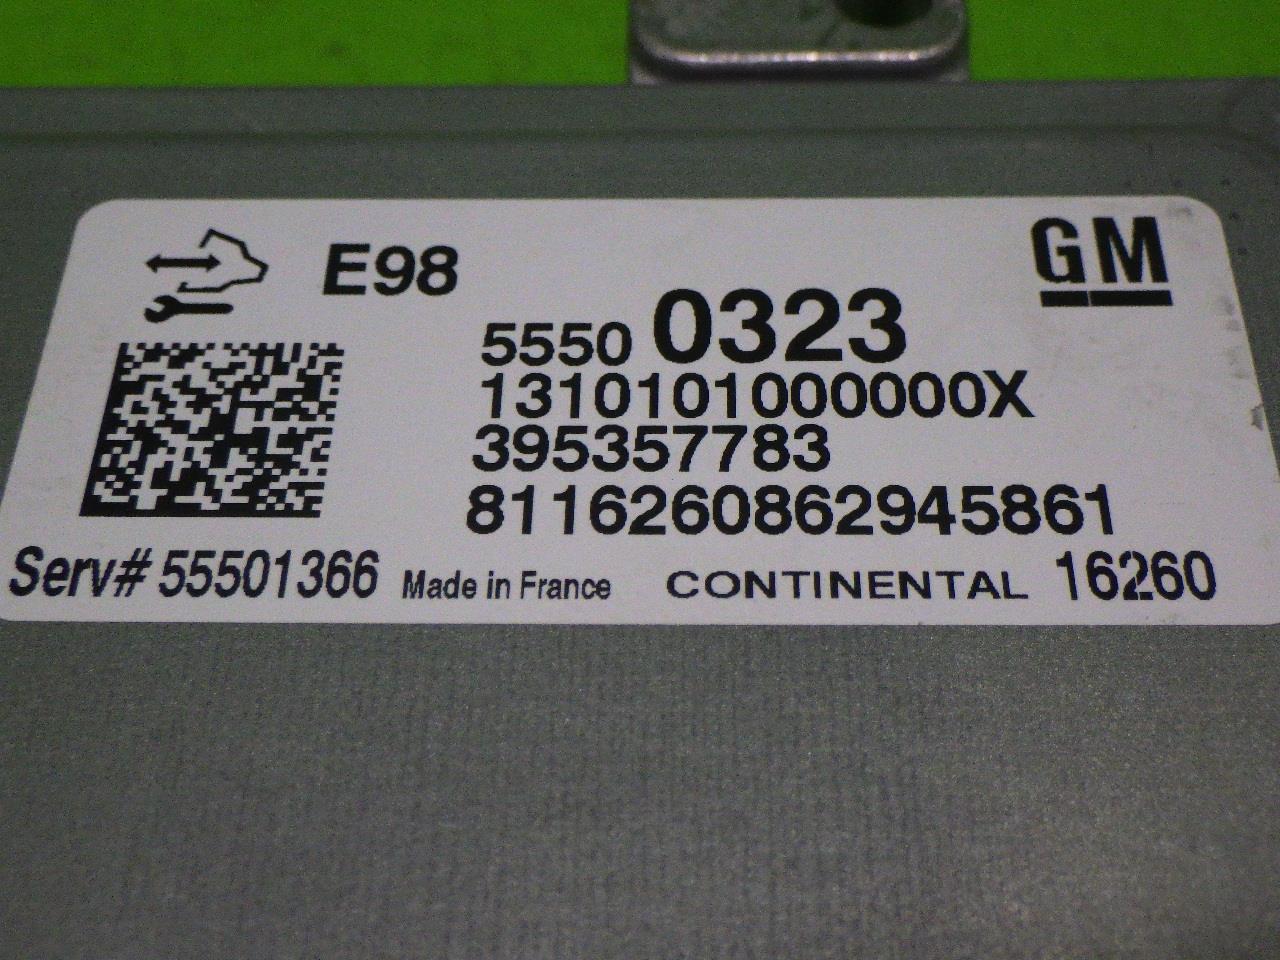 E98
GM
5550 0323
1310101000000X
395357783
8116260862945861
Serv# 55501366 Made in France CONTINENTAL 16260